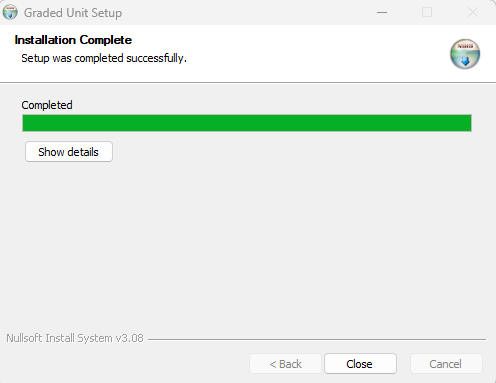 Graded Unit Setup
Installation Complete
Setup was completed successfully.
Completed
Show details
Nullsoft Install System v3.08
< Back
Close
Cancel